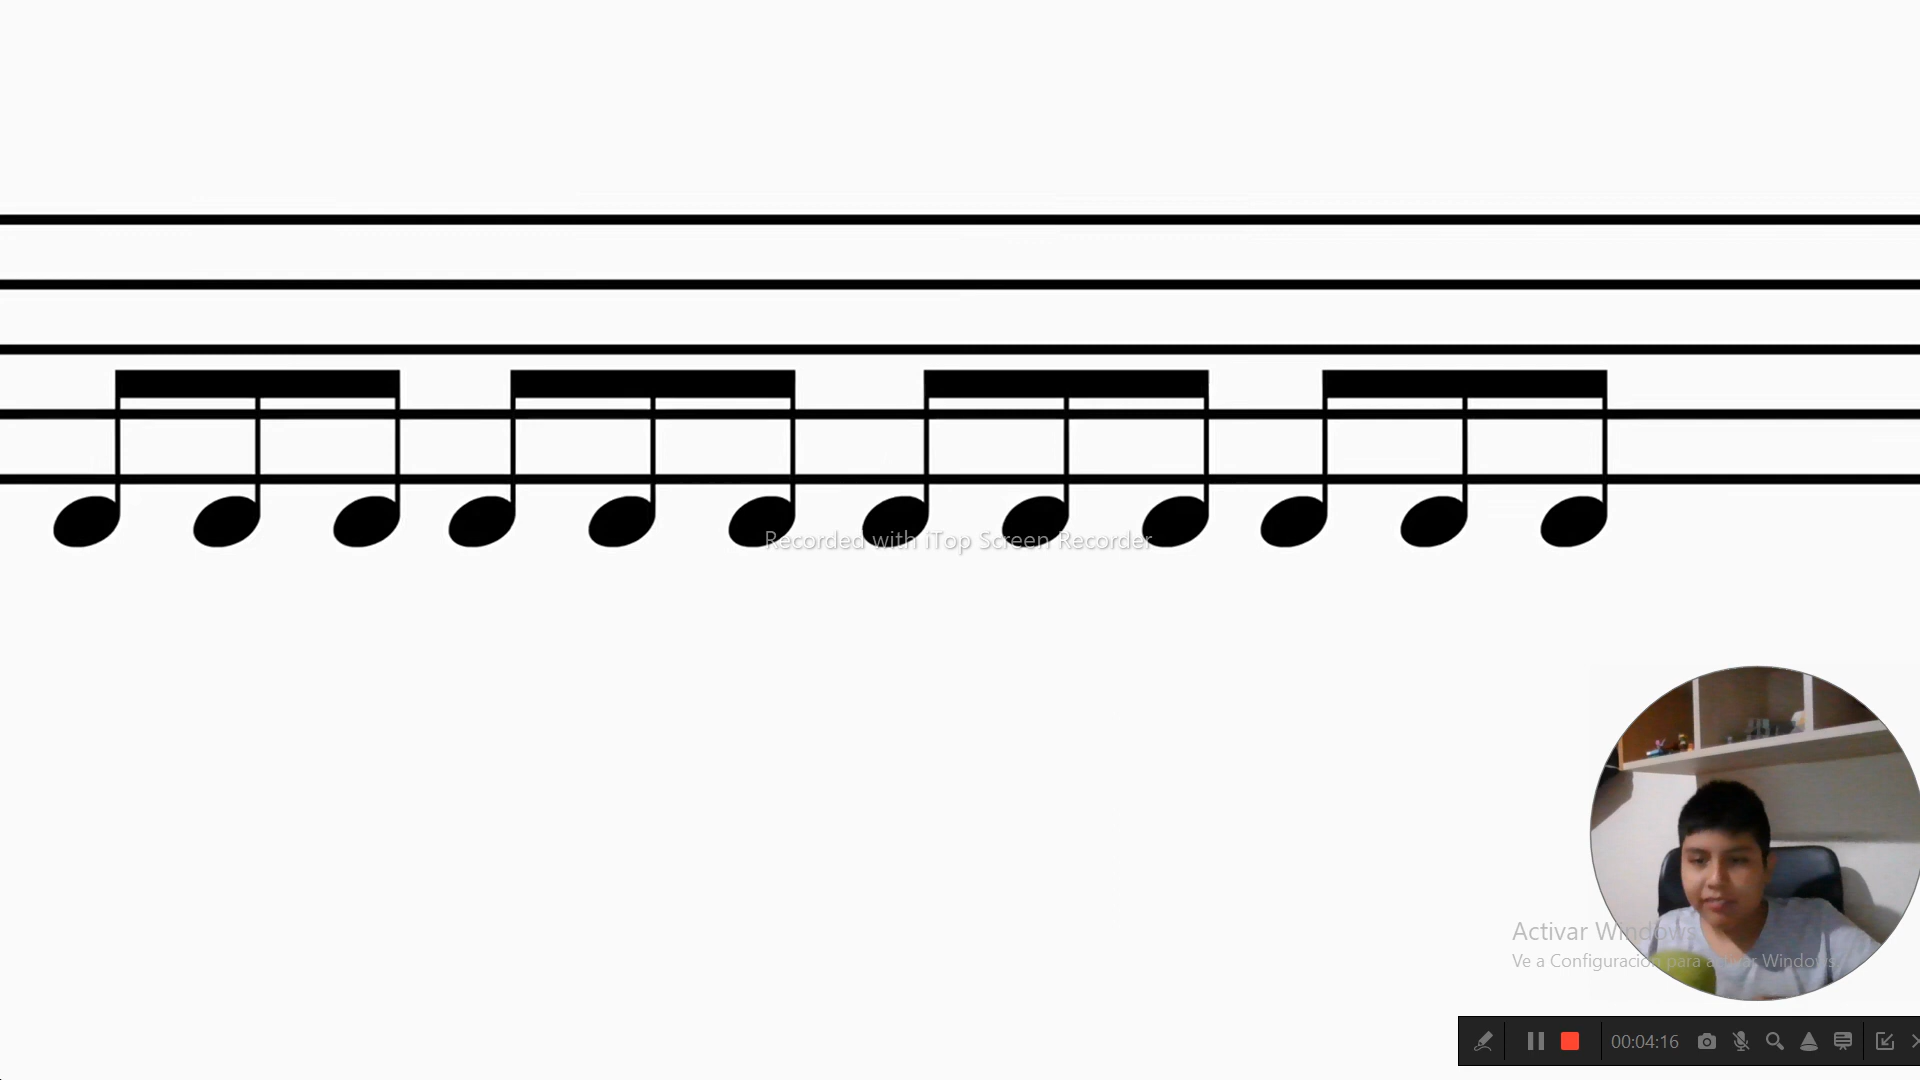 Recorded with iTop Screen Recorder
Activar Windows
Ve a Configuración para activar Windows.
00:04:16